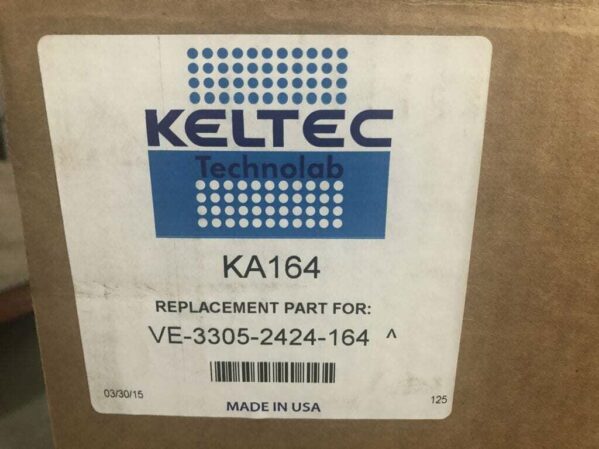 KELTEC
Technolab
KA164
REPLACEMENT PART FOR:
VE-3305-2424-164 ^
03/30/15
MADE IN USA
125